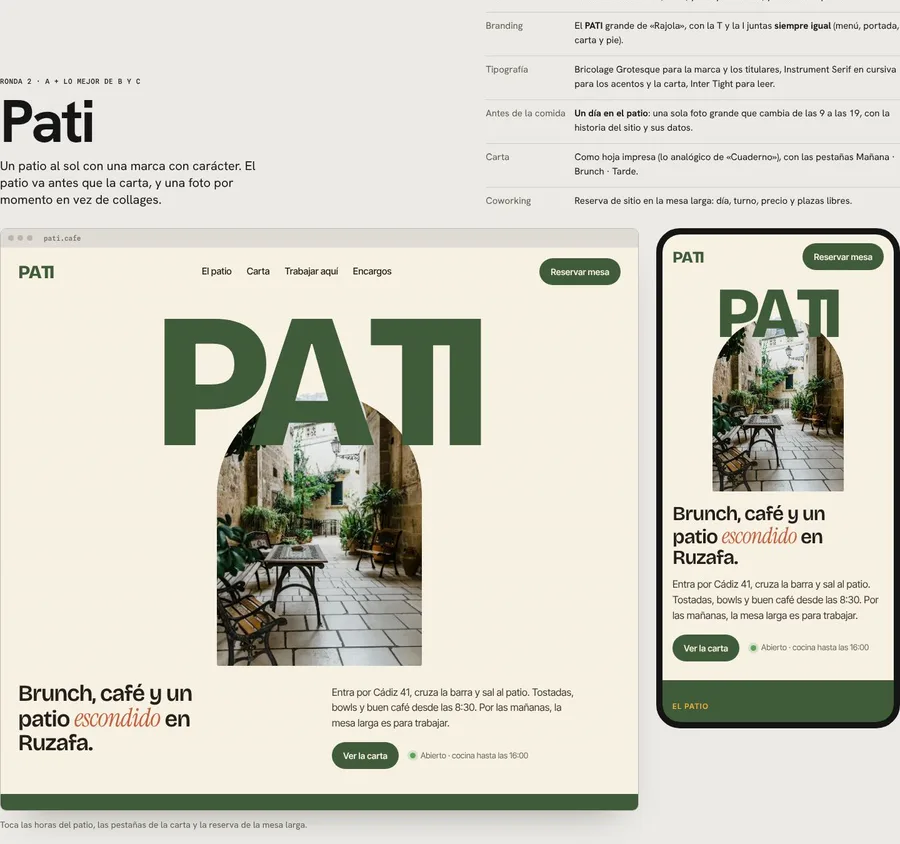 RONDA 2 · A + LO MEJOR DE B Y C
Pati
Un patio al sol con una marca con carácter. El
patio va antes que la carta, y una foto por
momento en vez de collages.
Branding
El PATI grande de «Rajola», con la T y la I juntas siempre igual (menú, portada,
carta y pie).
Tipografía
Bricolage Grotesque para la marca y los titulares, Instrument Serif en cursiva
para los acentos y la carta, Inter Tight para leer.
Antes de la comida
Un día en el patio: una sola foto grande que cambia de las 9 a las 19, con la
historia del sitio y sus datos.
Carta
Como hoja impresa (lo analógico de «Cuaderno»), con las pestañas Mañana ·
Brunch · Tarde.
Coworking
Reserva de sitio en la mesa larga: día, turno, precio y plazas libres.
pati.cafe
PATI
El patio
Carta
Trabajar aquí
Encargos
Reservar mesa
PATI
Brunch, café y un
patio escondido en
Ruzafa.
Entra por Cádiz 41, cruza la barra y sal al patio. Tostadas,
bowls y buen café desde las 8:30. Por las mañanas, la
mesa larga es para trabajar.
Ver la carta
Abierto · cocina hasta las 16:00
PATI
Reservar mesa
PATI
Brunch, café y un
patio escondido en
Ruzafa.
Entra por Cádiz 41, cruza la barra y sal al patio.
Tostadas, bowls y buen café desde las 8:30. Por
las mañanas, la mesa larga es para trabajar.
Ver la carta
Abierto · cocina hasta las 16:00
EL PATIO
Toca las horas del patio, las pestañas de la carta y la reserva de la mesa larga.